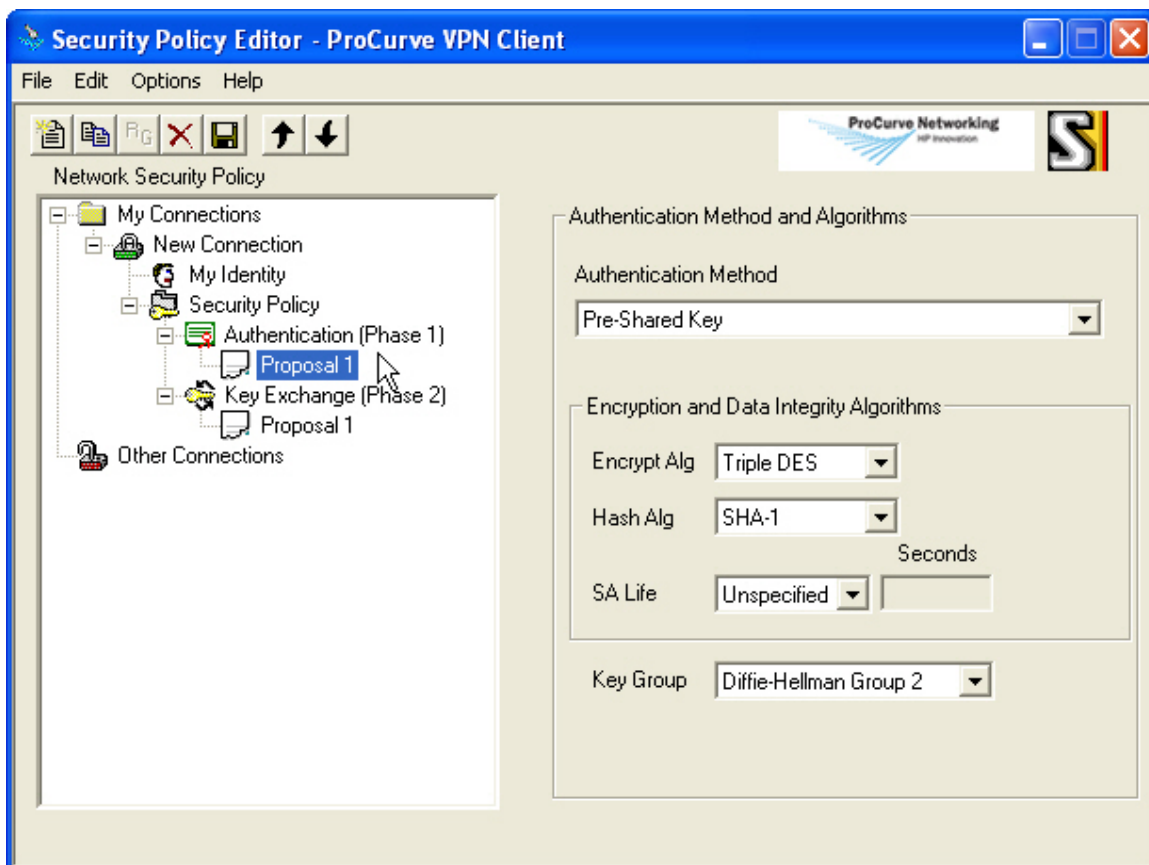 Security Policy Editor - ProCurve VPN Client
File Edit Options Help
ProCurve Networking
HP Innovation
Network Security Policy
My Connections
New Connection
My Identity
Security Policy
Authentication (Phase 1)
Proposal 1
Key Exchange (Phase 2)
Proposal 1
Other Connections
Authentication Method and Algorithms
Authentication Method
Pre-Shared Key
Encryption and Data Integrity Algorithms
Encrypt Alg Triple DES
Hash Alg SHA-1
Seconds
SA Life Unspecified
Key Group Diffie-Hellman Group 2